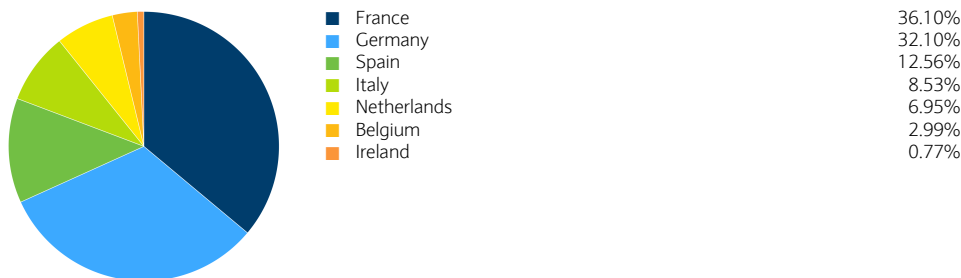 France 36.10%
Germany 32.10%
Spain 12.56%
Italy 8.53%
Netherlands 6.95%
Belgium 2.99%
Ireland 0.77%